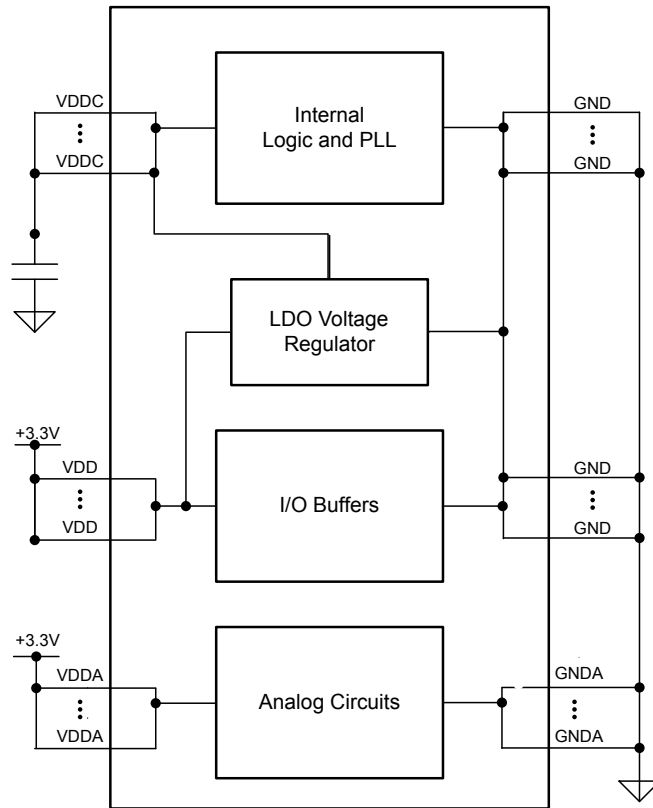 VDDC
GND
Internal
Logic and PLL
VDDC
GND
LDO Voltage
Regulator
+3.3V
VDD
GND
I/O Buffers
VDD
GND
+3.3V
VDDA
GNDA
Analog Circuits
VDDA
GNDA